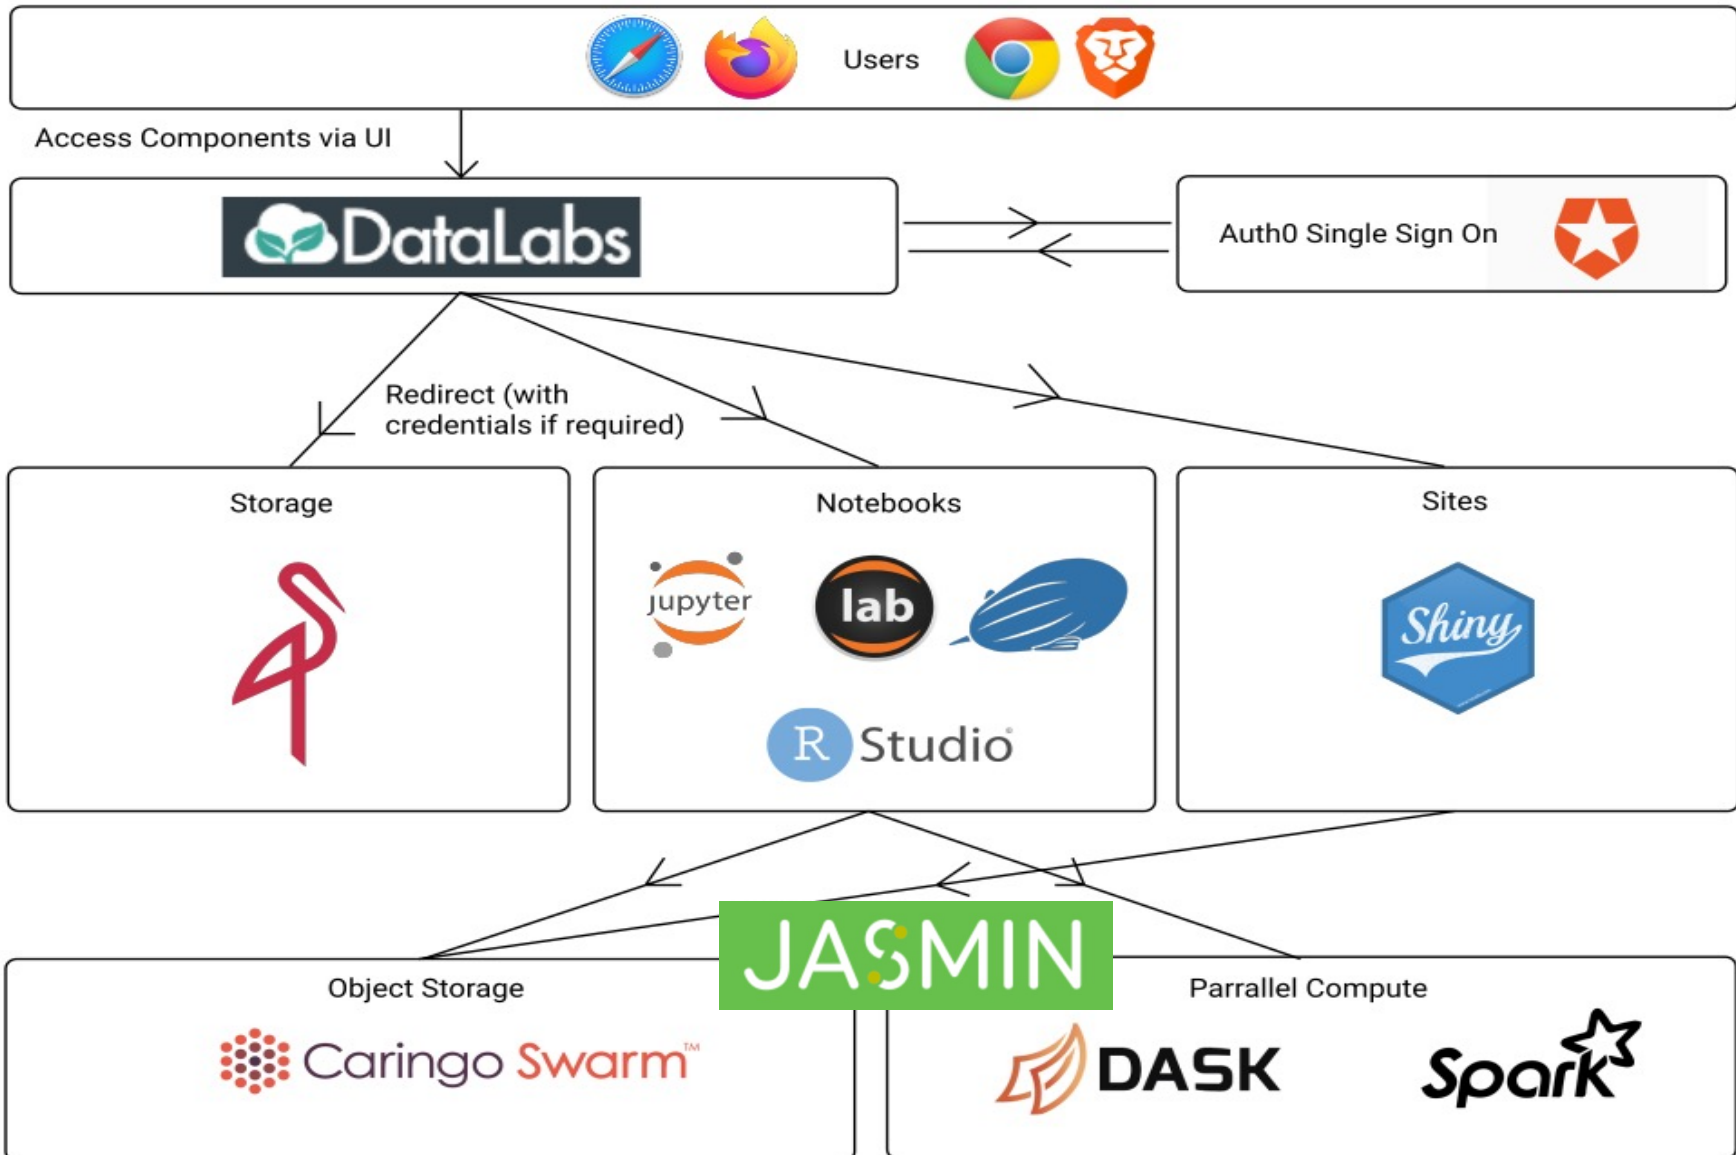 Users
Access Components via UI
DataLabs
Auth0 Single Sign On
Redirect (with
credentials if required)
Storage
Notebooks
Sites
jupyter
lab
Shiny
R Studio
JASMIN
Object Storage
Parrallel Compute
Caringo Swarm™
DASK
Spark